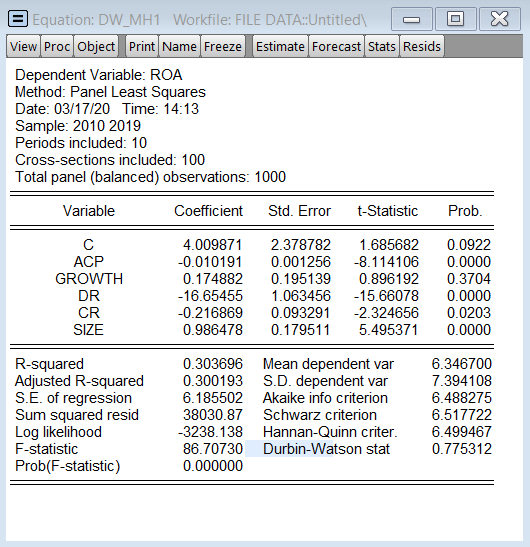 Equation: DW_MH1 Workfile: FILE DATA::Untitled\
View Proc Object Print Name Freeze Estimate Forecast Stats Resids
Dependent Variable: ROA
Method: Panel Least Squares
Date: 03/17/20 Time: 14:13
Sample: 2010 2019
Periods included: 10
Cross-sections included: 100
Total panel (balanced) observations: 1000
Variable Coefficient Std. Error t-Statistic Prob.
C 4.009871 2.378782 1.685682 0.0922
ACP -0.010191 0.001256 -8.114106 0.0000
GROWTH 0.174882 0.195139 0.896192 0.3704
DR -16.65455 1.063456 -15.66078 0.0000
CR -0.216869 0.093291 -2.324656 0.0203
SIZE 0.986478 0.179511 5.495371 0.0000
R-squared 0.303696 Mean dependent var 6.346700
Adjusted R-squared 0.300193 S.D. dependent var 7.394108
S.E. of regression 6.185502 Akaike info criterion 6.488275
Sum squared resid 38030.87 Schwarz criterion 6.517722
Log likelihood -3238.138 Hannan-Quinn criter. 6.499467
F-statistic 86.70730 Durbin-Watson stat 0.775312
Prob(F-statistic) 0.000000